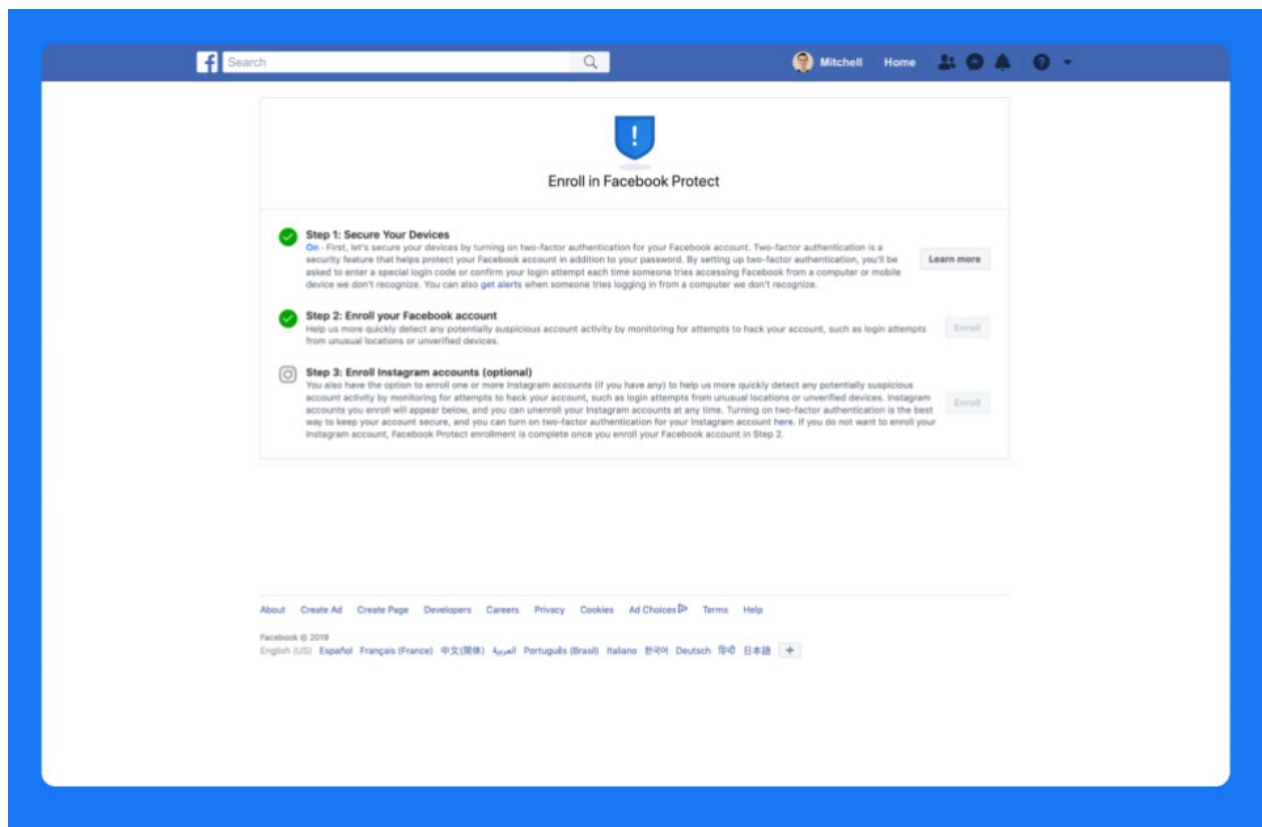 f Search
Mitchell Home
!
Enroll in Facebook Protect
Step 1: Secure Your Devices
On - First, let's secure your devices by turning on two-factor authentication for your Facebook account. Two-factor authentication is a
security feature that helps protect your Facebook account in addition to your password. By setting up two-factor authentication, you'll be
asked to enter a special login code or confirm your login attempt each time someone tries accessing Facebook from a computer or mobile
device we don't recognize. You can also get alerts when someone tries logging in from a computer we don't recognize.
Learn more
Step 2: Enroll your Facebook account
Help us more quickly detect any potentially suspicious account activity by monitoring for attempts to hack your account, such as login attempts
from unusual locations or unverified devices.
Enroll
Step 3: Enroll Instagram accounts (optional)
You also have the option to enroll one or more Instagram accounts (if you have any) to help us more quickly detect any potentially suspicious
account activity by monitoring for attempts to hack your account, such as login attempts from unusual locations or unverified devices. Instagram
accounts you enroll will appear below, and you can unenroll your Instagram accounts at any time. Turning on two-factor authentication is the best
way to keep your account secure, and you can turn on two-factor authentication for your Instagram account here. If you do not want to enroll your
Instagram account, Facebook Protect enrollment is complete once you enroll your Facebook account in Step 2.
Enroll
About Create Ad Create Page Developers Careers Privacy Cookies Ad Choices Terms Help
Facebook © 2019
English (US) Español Français (France) 中文(简体) العربية Português (Brasil) Italiano 한국어 Deutsch हिन्दी 日本語 +